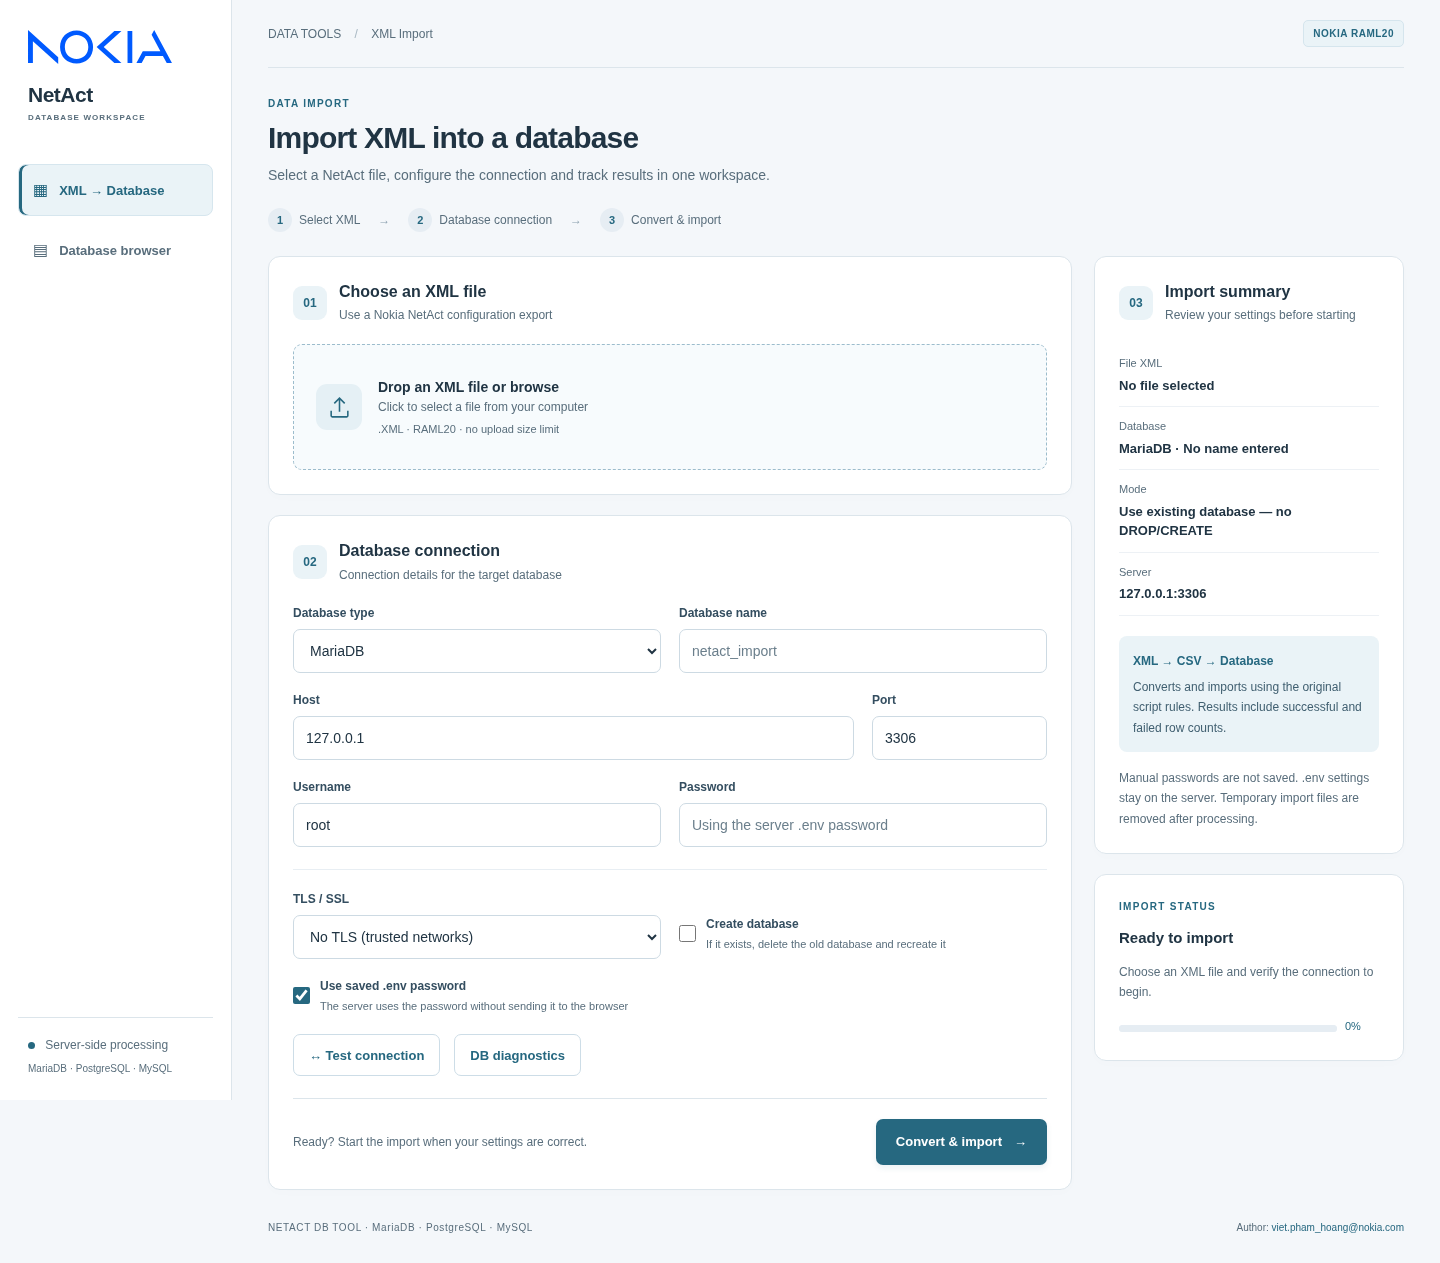 NOKIA
NetAct
DATABASE WORKSPACE
XML → Database
Database browser
Server-side processing
MariaDB · PostgreSQL · MySQL
DATA TOOLS / XML Import
NOKIA RAML20
DATA IMPORT
Import XML into a database
Select a NetAct file, configure the connection and track results in one workspace.
1 Select XML → 2 Database connection → 3 Convert & import
01 Choose an XML file
Use a Nokia NetAct configuration export
Drop an XML file or browse
Click to select a file from your computer
.XML · RAML20 · no upload size limit
02 Database connection
Connection details for the target database
Database type
MariaDB
Database name
netact_import
Host
127.0.0.1
Port
3306
Username
root
Password
Using the server .env password
TLS / SSL
No TLS (trusted networks)
Create database
If it exists, delete the old database and recreate it
Use saved .env password
The server uses the password without sending it to the browser
↔ Test connection
DB diagnostics
Ready? Start the import when your settings are correct.
Convert & import →
03 Import summary
Review your settings before starting
File XML
No file selected
Database
MariaDB · No name entered
Mode
Use existing database — no
DROP/CREATE
Server
127.0.0.1:3306
XML → CSV → Database
Converts and imports using the original
script rules. Results include successful and
failed row counts.
Manual passwords are not saved. .env settings
stay on the server. Temporary import files are
removed after processing.
IMPORT STATUS
Ready to import
Choose an XML file and verify the connection to
begin.
0%
NETACT DB TOOL · MariaDB · PostgreSQL · MySQL
Author: viet.pham_hoang@nokia.com